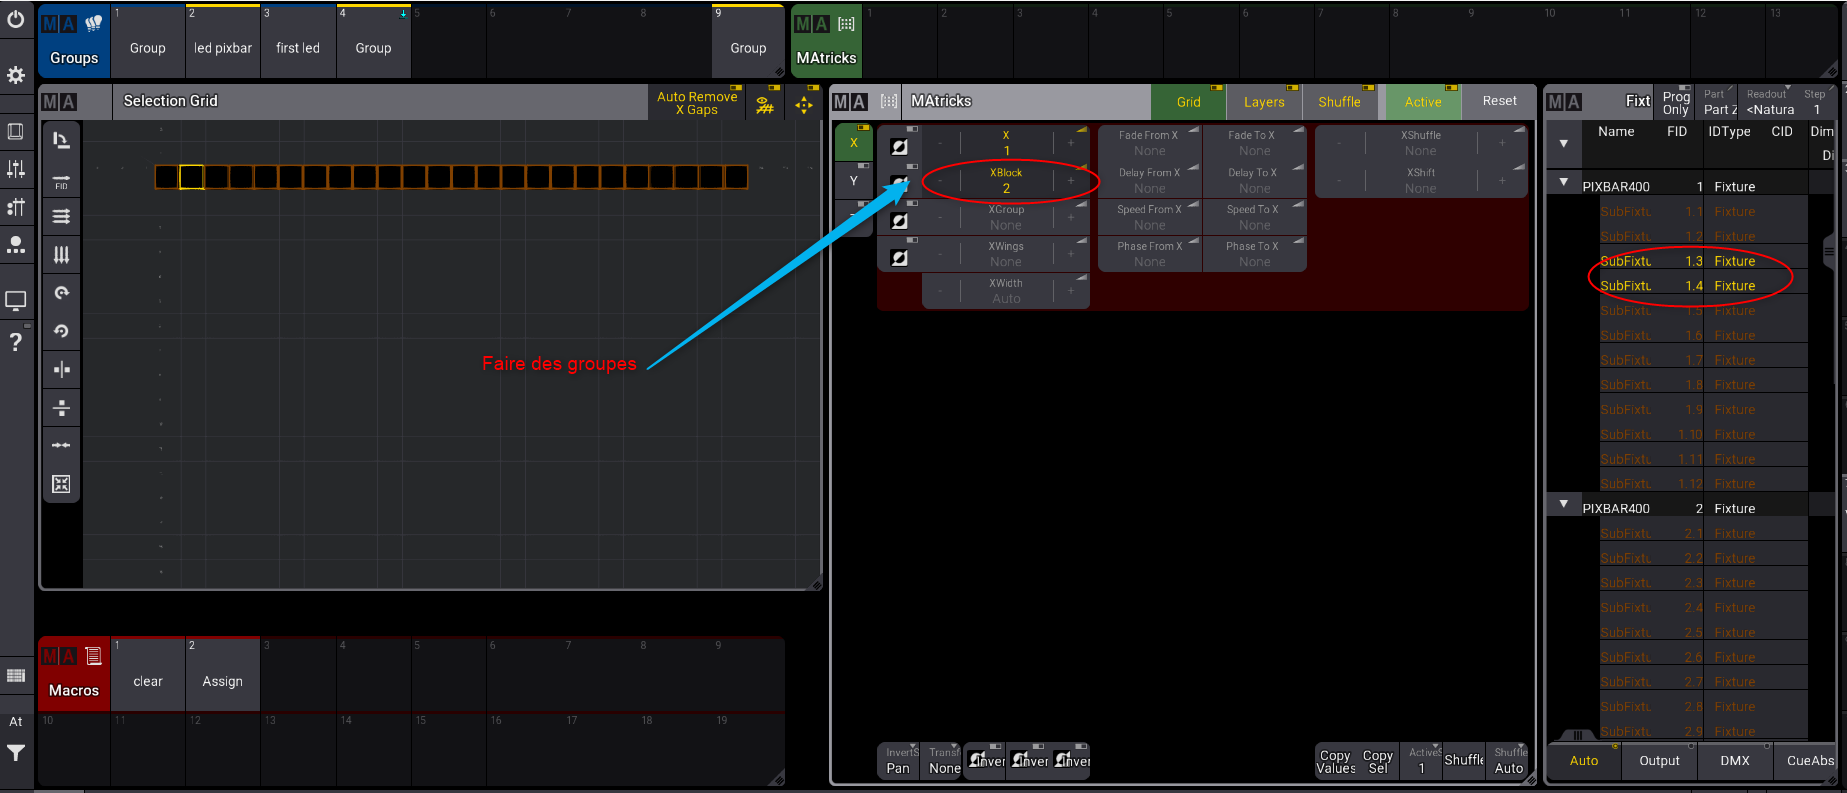 MA
Groups
1
Group
2
led pixbar
3
first led
4
Group
5
6
7
8
9
Group
MA
MAtricks
1
2
3
4
5
6
7
8
9
10
11
12
13
MA
Selection Grid
Auto Remove
X Gaps
FID
MA
MAtricks
Grid
Layers
Shuffle
Active
Reset
X
Y
- X +
1
- XBlock +
2
- XGroup +
None
- XWings +
None
- XWidth +
Auto
Fade From X
None
Fade To X
None
Delay From X
None
Delay To X
None
Speed From X
None
Speed To X
None
Phase From X
None
Phase To X
None
- XShuffle +
None
- XShift +
None
Faire des groupes
InvertS
Pan
Transf
None
Inver
Inver
Inver
Copy
Values
Copy
Sel
ActiveS
1
Shuffle
Shuffle
Auto
MA
Fixt
Prog
Only
Part
Part Z
Readout
<Natura
Step
1
Name FID IDType CID Dim
Di
PIXBAR400 1 Fixture
SubFixtu 1.1 Fixture
SubFixtu 1.2 Fixture
SubFixtu 1.3 Fixture
SubFixtu 1.4 Fixture
SubFixtu 1.5 Fixture
SubFixtu 1.6 Fixture
SubFixtu 1.7 Fixture
SubFixtu 1.8 Fixture
SubFixtu 1.9 Fixture
SubFixtu 1.10 Fixture
SubFixtu 1.11 Fixture
SubFixtu 1.12 Fixture
PIXBAR400 2 Fixture
SubFixtu 2.1 Fixture
SubFixtu 2.2 Fixture
SubFixtu 2.3 Fixture
SubFixtu 2.4 Fixture
SubFixtu 2.5 Fixture
SubFixtu 2.6 Fixture
SubFixtu 2.7 Fixture
SubFixtu 2.8 Fixture
SubFixtu 2.9 Fixture
Auto
Output
DMX
CueAbs
MA
Macros
1
clear
2
Assign
3
4
5
6
7
8
9
10
11
12
13
14
15
16
17
18
19
?
At